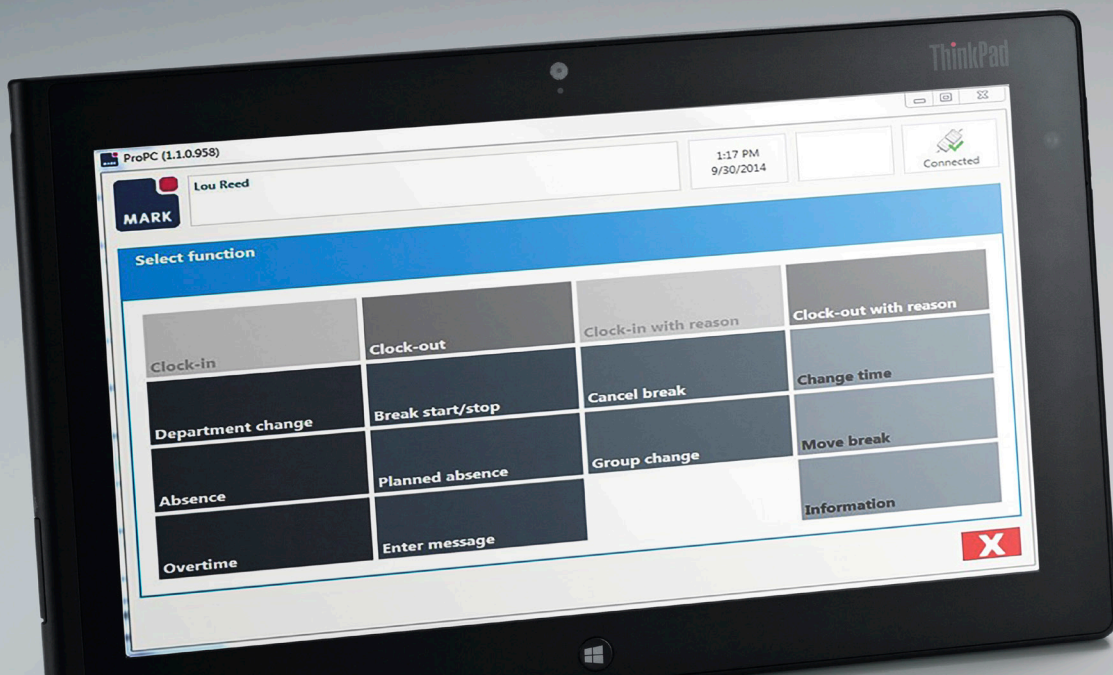 ThinkPad
ProPC (1.1.0.958)
MARK
Lou Reed
1:17 PM
9/30/2014
Connected
Select function
Clock-in
Clock-out
Clock-in with reason
Clock-out with reason
Department change
Break start/stop
Cancel break
Change time
Absence
Planned absence
Group change
Move break
Overtime
Enter message
Information
X